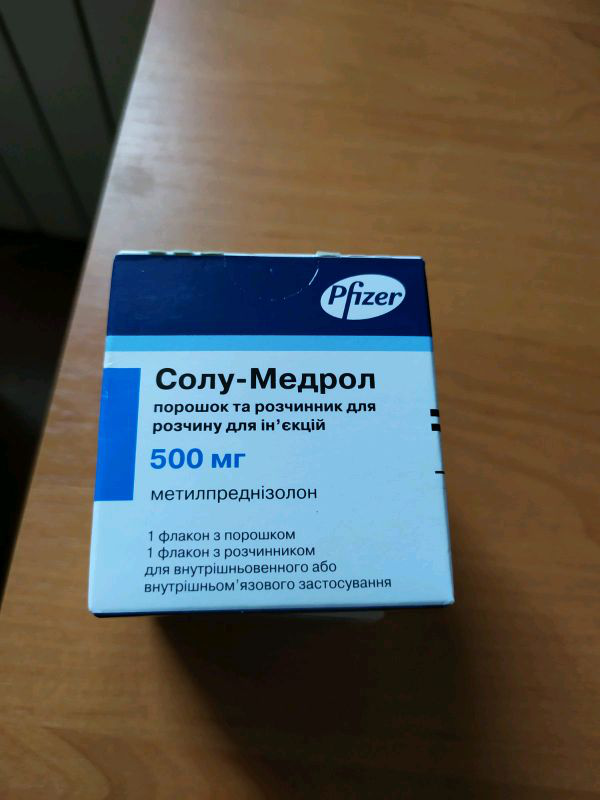 Pfizer
Солу-Медрол
порошок та розчинник для
розчину для ін’єкцій
500 мг
метилпреднізолон
1 флакон з порошком
1 флакон з розчинником
для внутрішньовенного або
внутрішньом’язового застосування